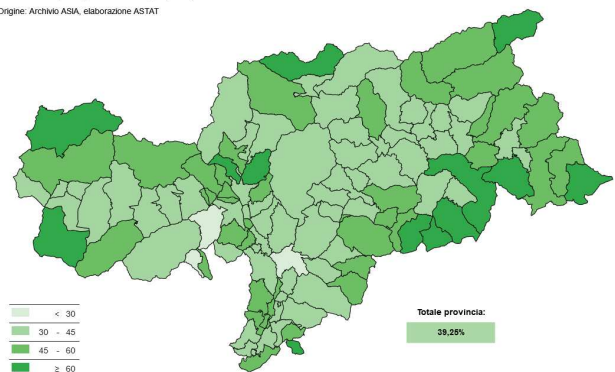 Origine: Archivio ASIA, elaborazione ASTAT
< 30
30 - 45
45 - 60
≥ 60
Totale provincia:
39,25%